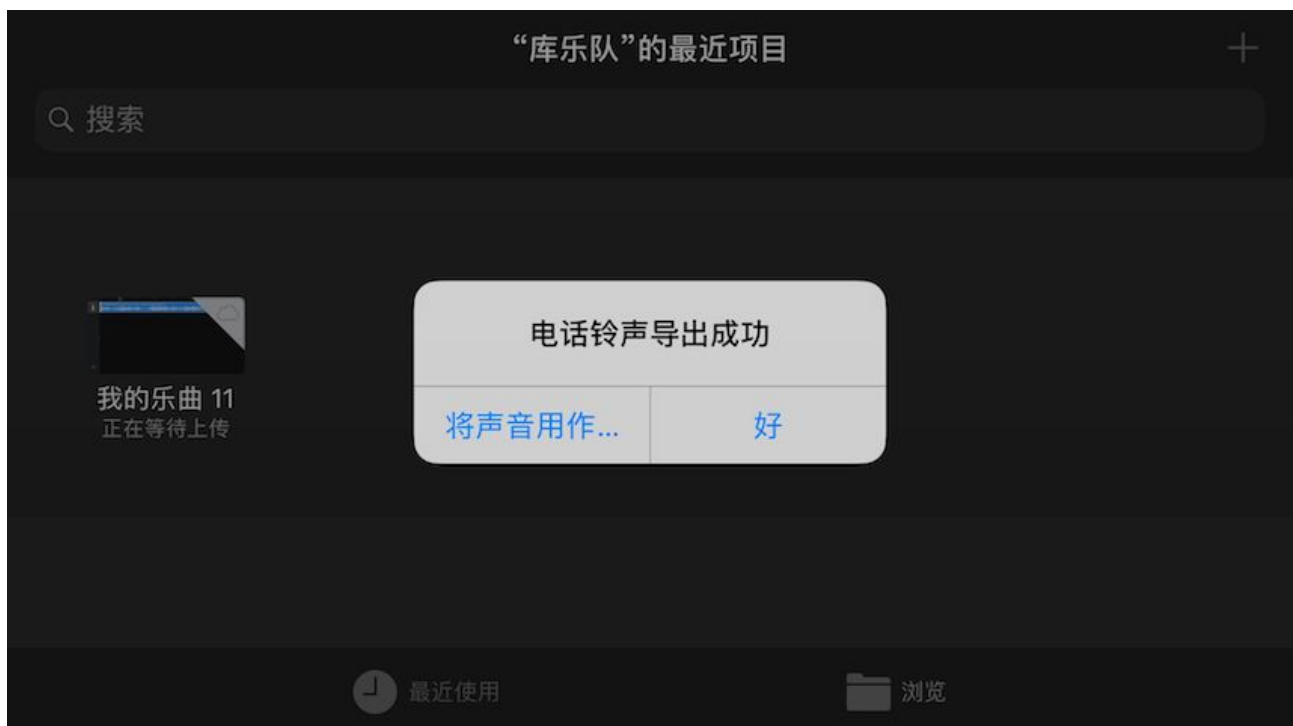 “库乐队”的最近项目
搜索
我的乐曲 11
正在等待上传
电话铃声导出成功
将声音用作...
好
最近使用
浏览